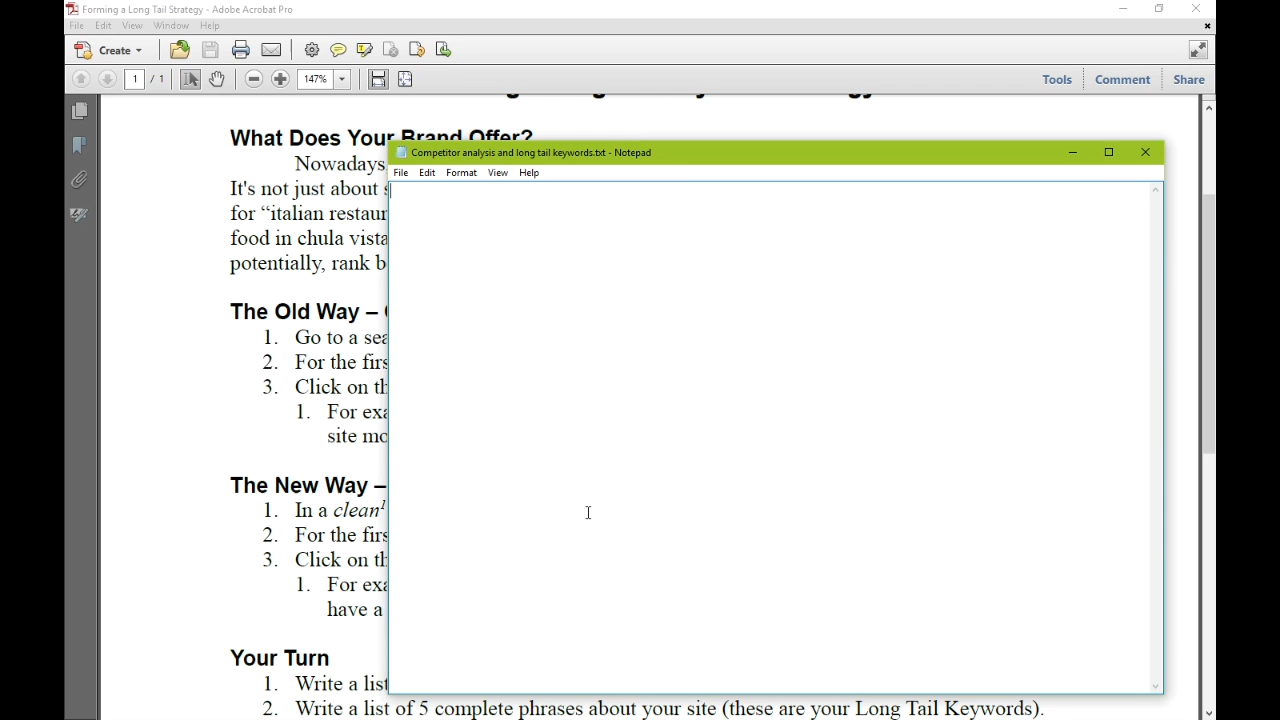 Forming a Long Tail Strategy - Adobe Acrobat Pro
File Edit View Window Help
Create
1 / 1 147% Tools Comment Share
What Does Your Brand Offer?
Nowadays
It's not just about
for “italian restaur
food in chula vista
potentially, rank b
The Old Way –
1. Go to a sea
2. For the firs
3. Click on th
1. For exa
site mo
The New Way –
1. In a clean1
2. For the firs
3. Click on th
1. For exa
have a
Your Turn
1. Write a list
2. Write a list of 5 complete phrases about your site (these are your Long Tail Keywords).
Competitor analysis and long tail keywords.txt - Notepad
File Edit Format View Help